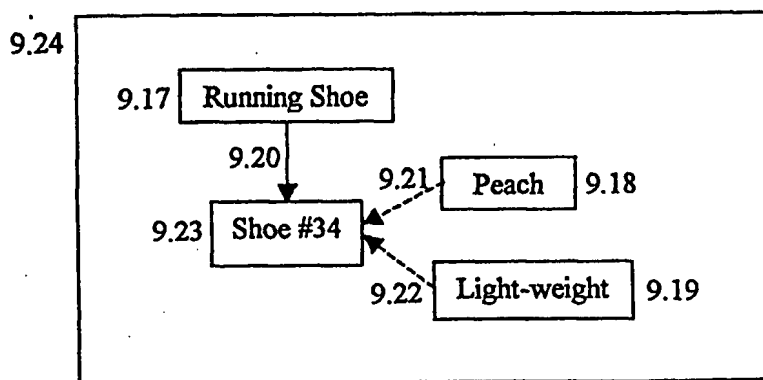 9.24
9.17 Running Shoe
9.20
9.21 Peach 9.18
9.23 Shoe #34
9.22 Light-weight 9.19